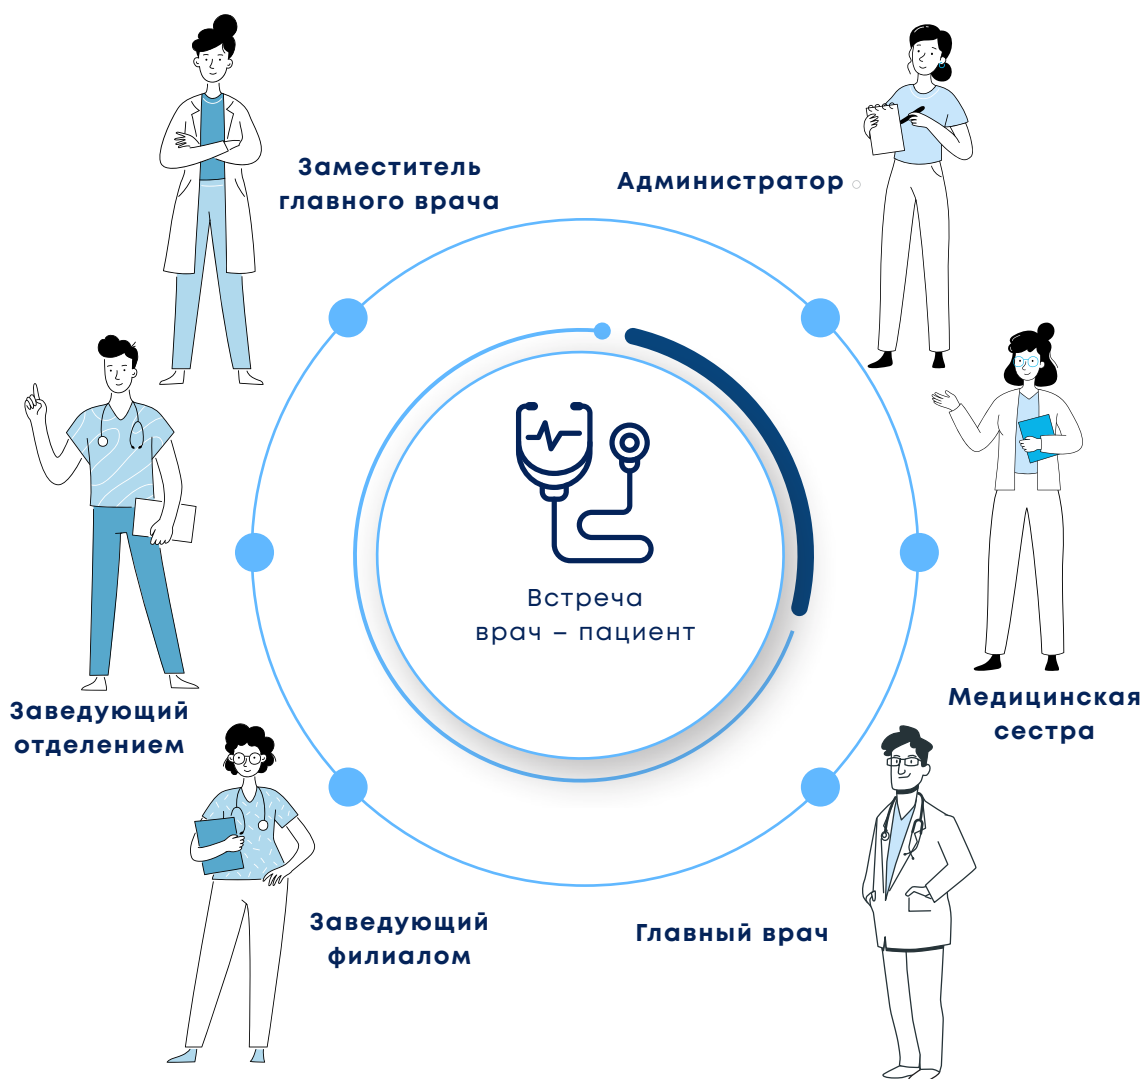 Заместитель
главного врача
Администратор
Встреча
врач – пациент
Заведующий
отделением
Медицинская
сестра
Заведующий
филиалом
Главный врач